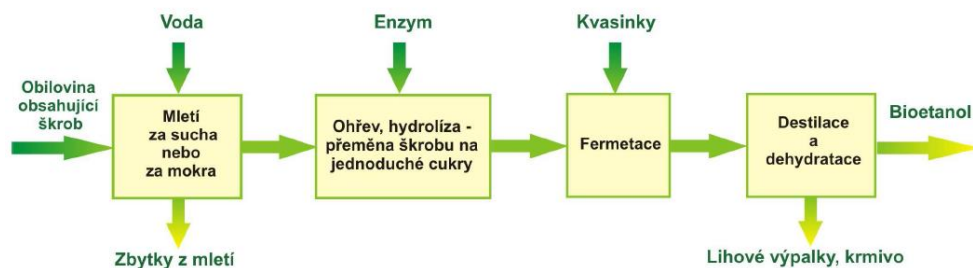 Voda
Enzym
Kvasinky
Obilovina
obsahující
škrob
Mletí
za sucha
nebo
za mokra
Ohřev, hydrolíza -
přeměna škrobu na
jednoduché cukry
Fermetace
Destilace
a
dehydratace
Bioetanol
Zbytky z mletí
Lihové výpalky, krmivo